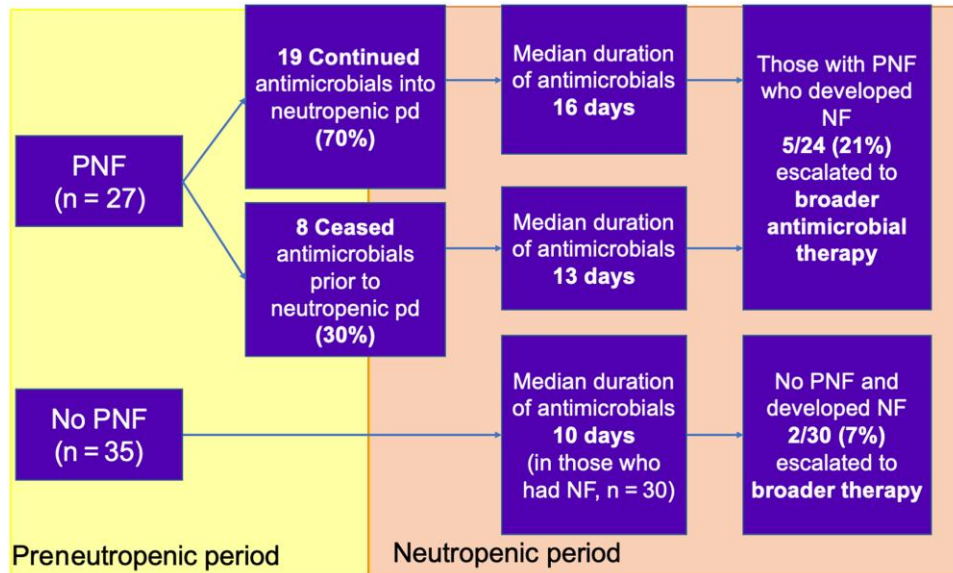 PNF
(n = 27)
19 Continued
antimicrobials into
neutropenic pd
(70%)
Median duration
of antimicrobials
16 days
8 Ceased
antimicrobials
prior to
neutropenic pd
(30%)
Median duration
of antimicrobials
13 days
Those with PNF
who developed
NF
5/24 (21%)
escalated to
broader
antimicrobial
therapy
No PNF
(n = 35)
Median duration
of antimicrobials
10 days
(in those who
had NF, n = 30)
No PNF and
developed NF
2/30 (7%)
escalated to
broader therapy
Preneutropenic period
Neutropenic period